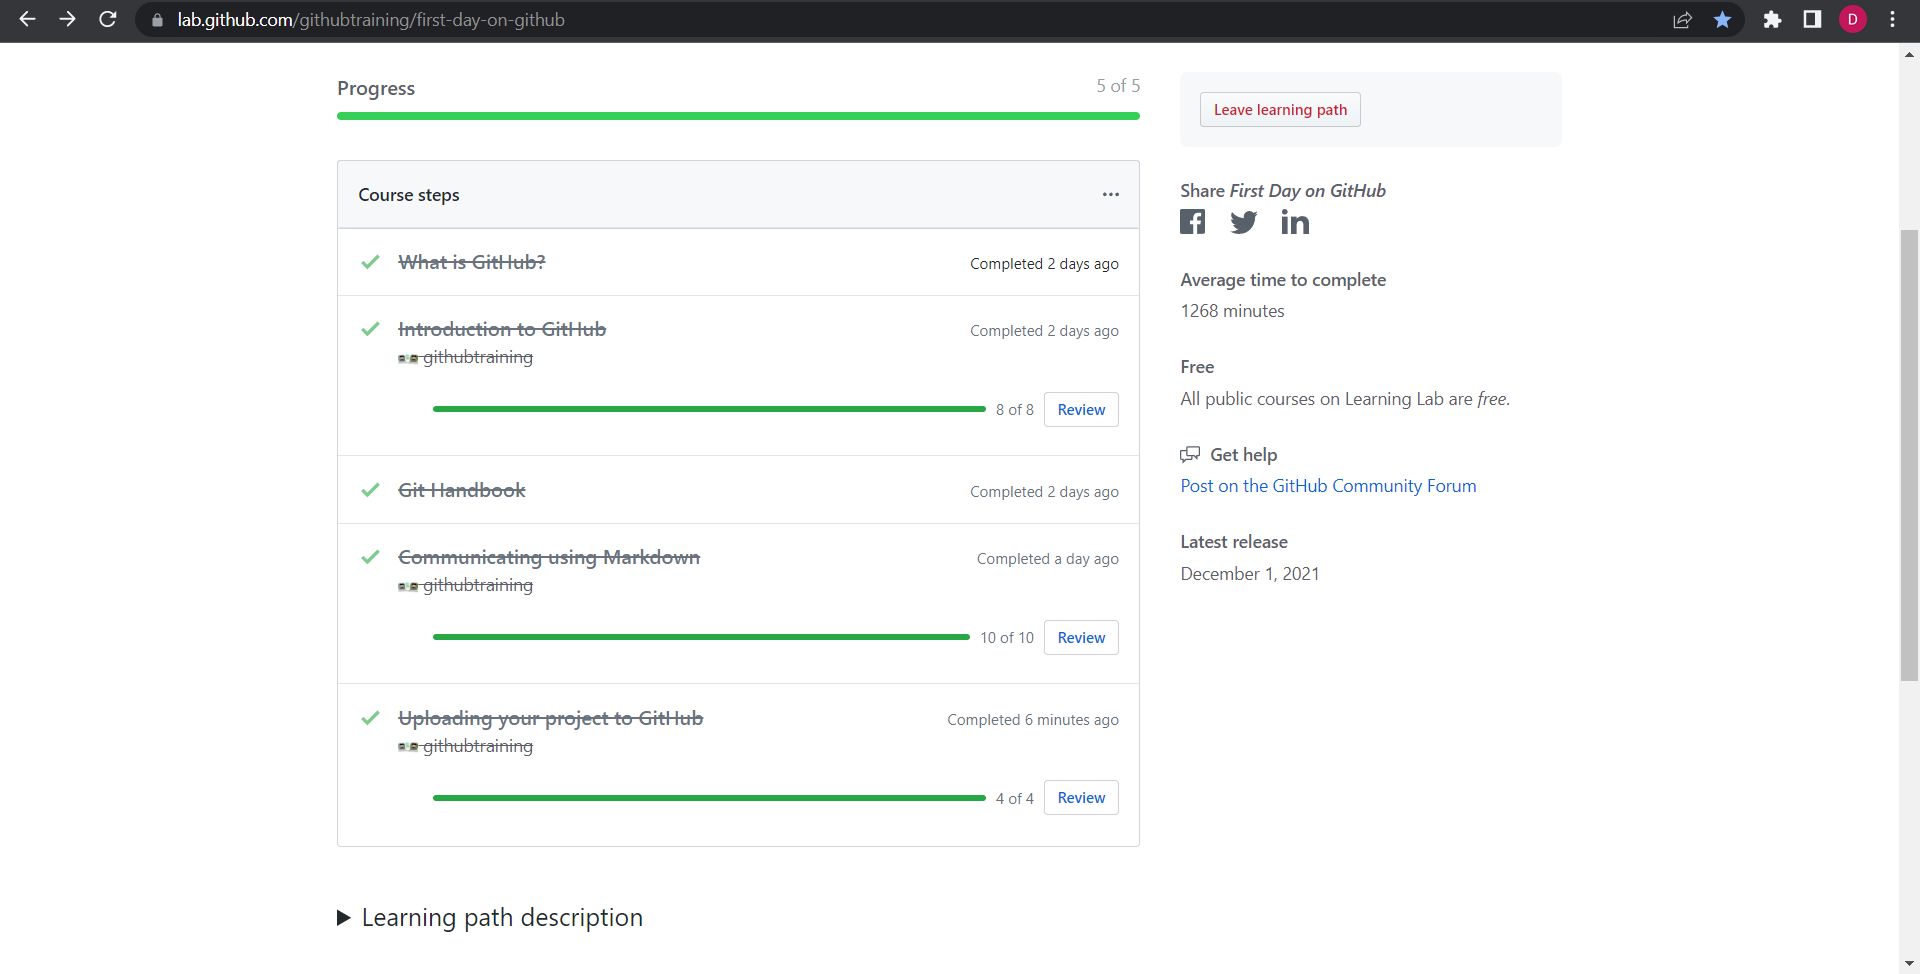 lab.github.com/githubtraining/first-day-on-github
D
Progress
5 of 5
Course steps
What is GitHub?
Completed 2 days ago
Introduction to GitHub
Completed 2 days ago
githubtraining
8 of 8
Review
Git Handbook
Completed 2 days ago
Communicating using Markdown
Completed a day ago
githubtraining
10 of 10
Review
Uploading your project to GitHub
Completed 6 minutes ago
githubtraining
4 of 4
Review
Learning path description
Leave learning path
Share First Day on GitHub
Average time to complete
1268 minutes
Free
All public courses on Learning Lab are free.
Get help
Post on the GitHub Community Forum
Latest release
December 1, 2021